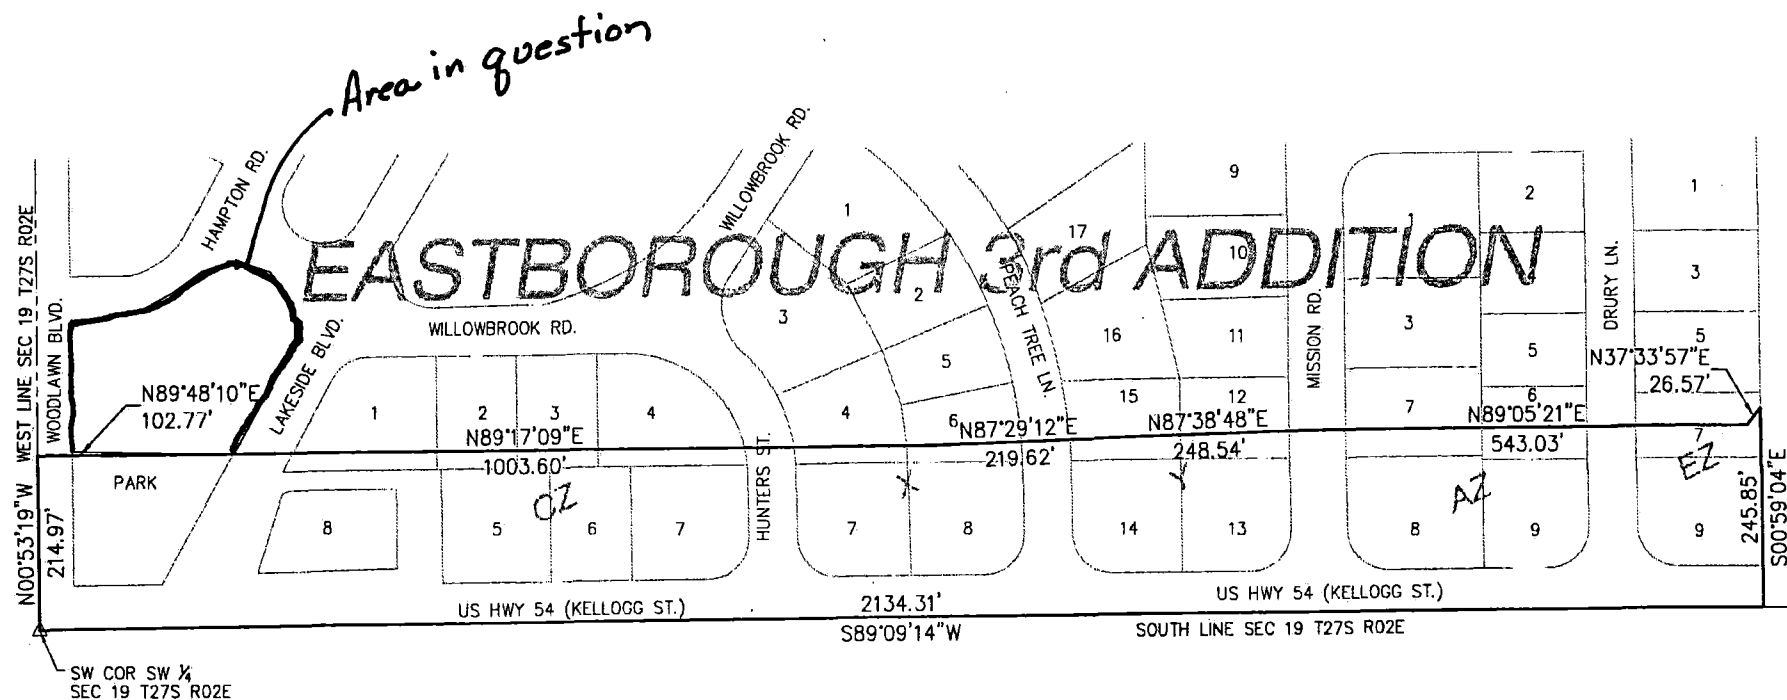 Area in question
HAMPTON RD.
WILLOWBROOK RD.
WEST LINE SEC 19 T27S R02E
WOODLAWN BLVD.
EASTBOROUGH 3rd ADDITION
LAKESIDE BLVD.
WILLOWBROOK RD.
PEACH TREE LN.
MISSION RD.
DRURY LN.
1
2
3
4
5
6
17
9
10
11
16
15
12
1
2
3
4
5
6
7
1
3
5
7
N37°33'57"E
26.57'
N89°48'10"E
102.77'
1
2
3
4
N89°17'09"E
1003.60'
N87°29'12"E
219.62'
N87°38'48"E
248.54'
N89°05'21"E
543.03'
PARK
HUNTERS ST.
CZ
X
Y
AZ
EZ
8
5
6
7
7
8
14
13
8
9
9
N00°53'19"W
214.97'
245.85'
S00°59'04"E
US HWY 54 (KELLOGG ST.)
2134.31'
US HWY 54 (KELLOGG ST.)
S89°09'14"W
SOUTH LINE SEC 19 T27S R02E
SW COR SW ¼
SEC 19 T27S R02E